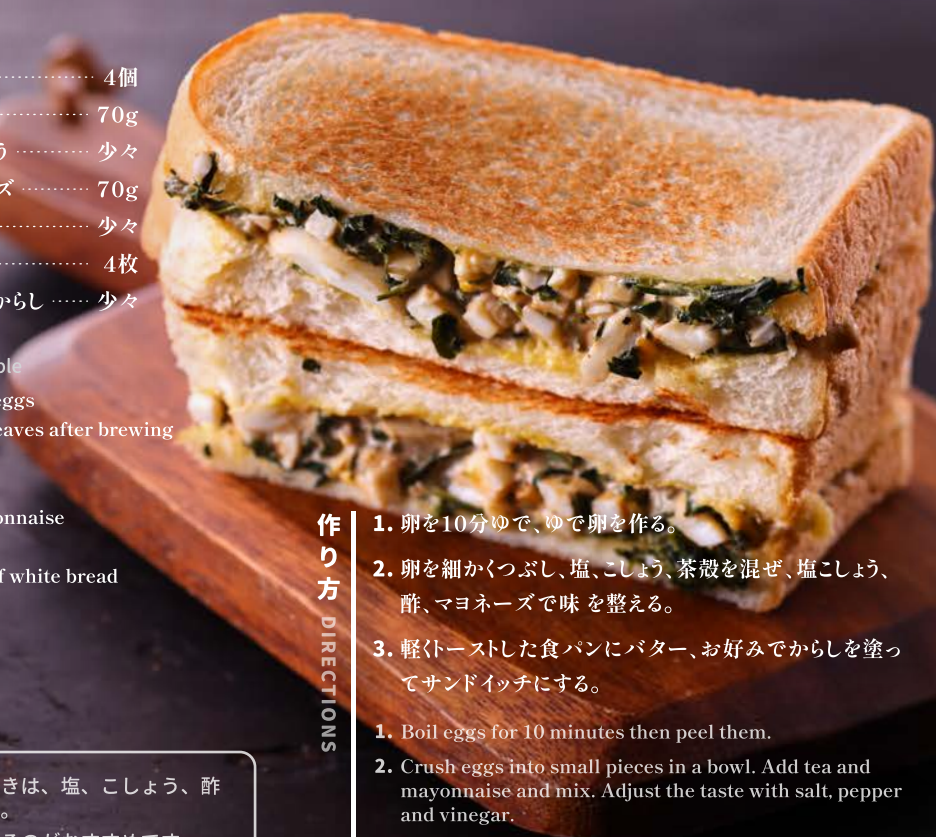 4個
70g
う 少々
ズ 70g
少々
4枚
からし 少々
ple
eggs
eaves after brewing
onnaise
f white bread
作り方 DIRECTIONS
1. 卵を10分ゆで、ゆで卵を作る。
2. 卵を細かくつぶし、塩、こしょう、茶殻を混ぜ、塩こしょう、
酢、マヨネーズで味 を整える。
3. 軽くトーストした食パンにバター、お好みでからしを塗っ
てサンドイッチにする。
1. Boil eggs for 10 minutes then peel them.
2. Crush eggs into small pieces in a bowl. Add tea and
mayonnaise and mix. Adjust the taste with salt, pepper
and vinegar.
きは、塩、こしょう、酢
。